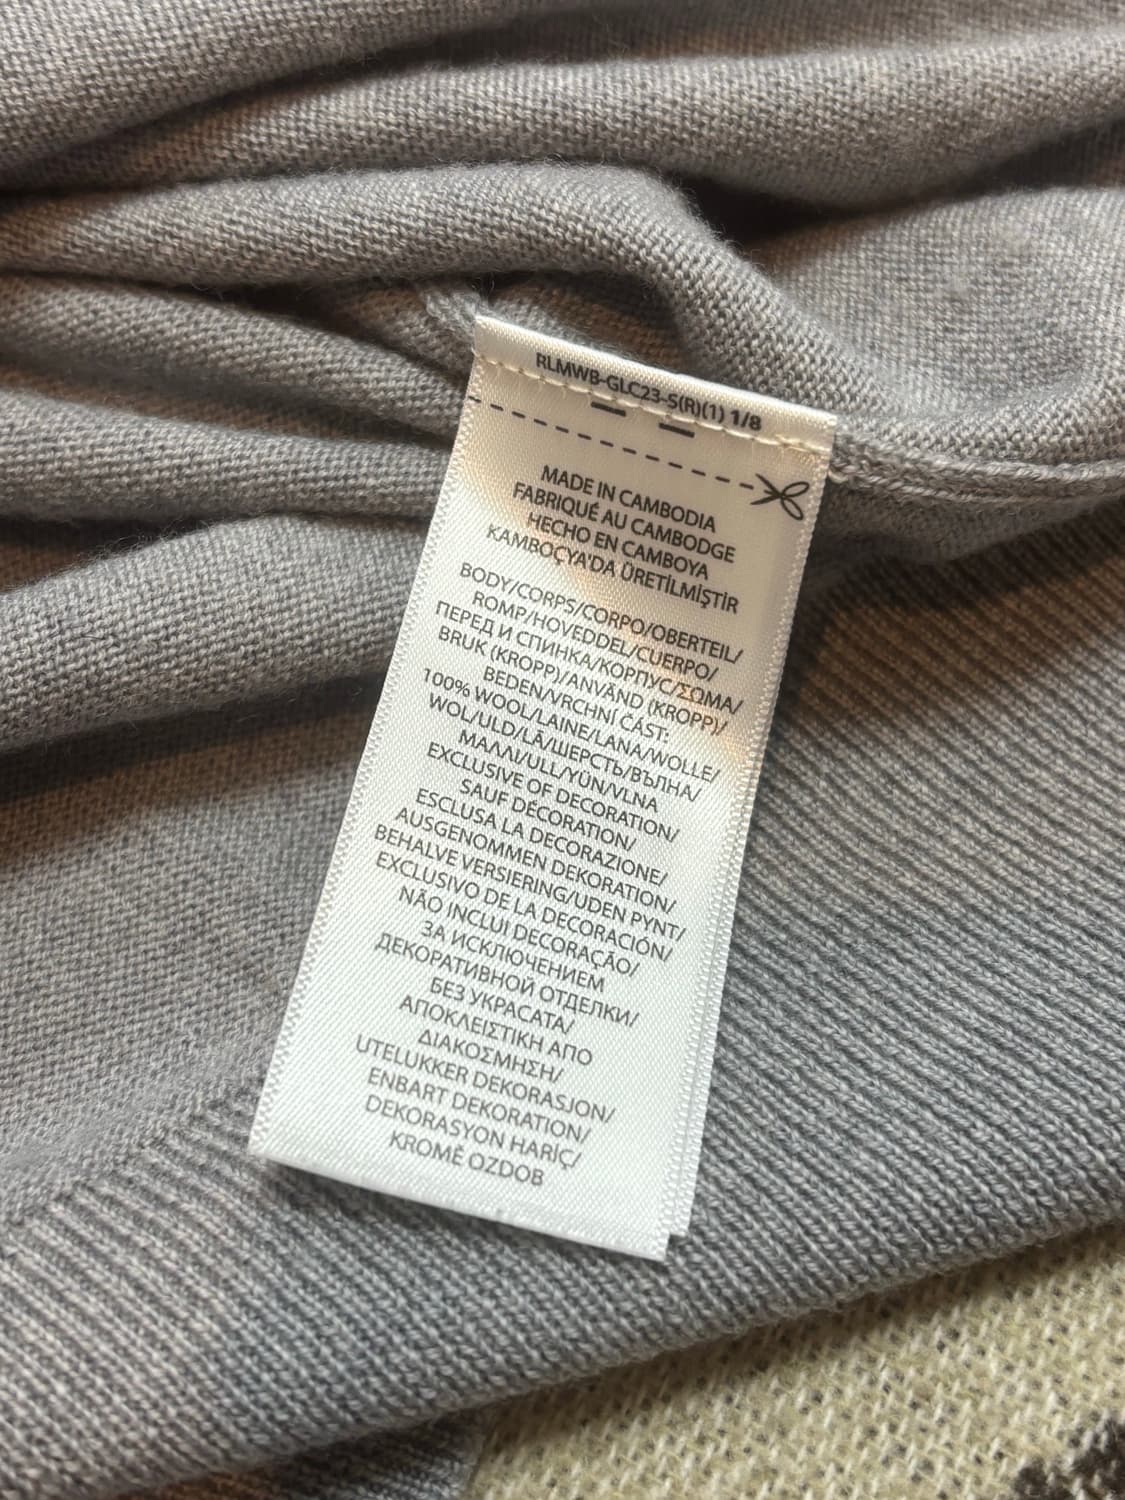 RLMWB-GLC23-S(R)(1) 1/8
MADE IN CAMBODIA
FABRIQUÉ AU CAMBODGE
HECHO EN CAMBOYA
KAMBOÇYA'DA ÜRETİLMİŞTİR
BODY/CORPS/CORPO/OBERTEIL/
ROMP/HOVEDDEL/CUERPO/
ПЕРЕД И СПИНКА/КОРПУС/ΣΩΜΑ/
BRUK (KROPP)/ANVÄND (KROPP)/
BEDEN/VRCHNÍ ČÁST:
100% WOOL/LAINE/LANA/WOLLE/
WOL/ULD/LÃ/ШЕРСТЬ/ВЪЛНА/
ΜΑΛΛΙ/ULL/YÜN/VLNA
EXCLUSIVE OF DECORATION/
SAUF DÉCORATION/
ESCLUSA LA DECORAZIONE/
AUSGENOMMEN DEKORATION/
BEHALVE VERSIERING/UDEN PYNT/
EXCLUSIVO DE LA DECORACIÓN/
NÃO INCLUI DECORAÇÃO/
ЗА ИСКЛЮЧЕНИЕМ
ДЕКОРАТИВНОЙ ОТДЕЛКИ/
БЕЗ УКРАСАТА/
ΑΠΟΚΛΕΙΣΤΙΚΗ ΑΠΟ
ΔΙΑΚΟΣΜΗΣΗ/
UTELUKKER DEKORASJON/
ENBART DEKORATION/
DEKORASYON HARİÇ/
KROMĚ OZDOB